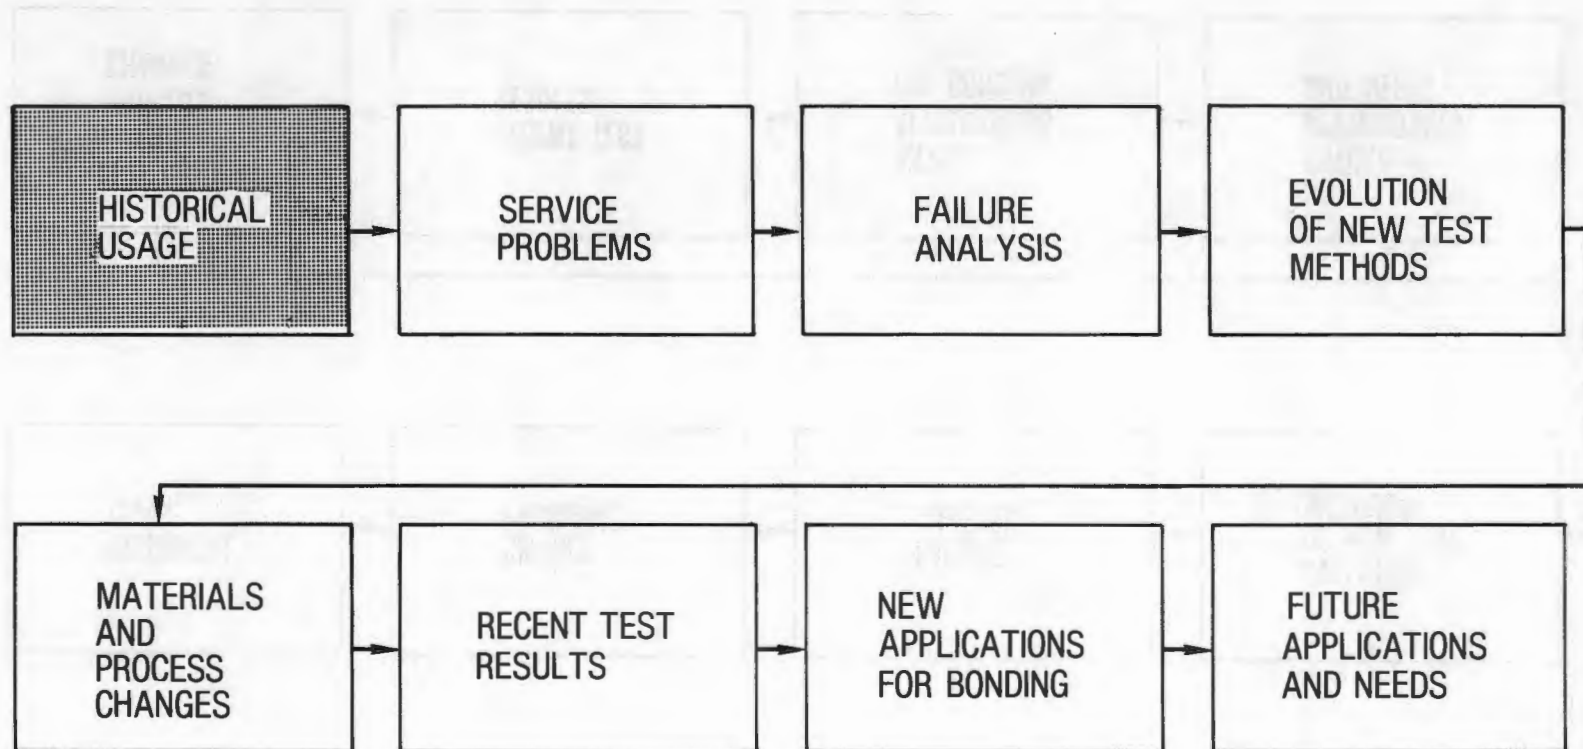 HISTORICAL
USAGE
SERVICE
PROBLEMS
FAILURE
ANALYSIS
EVOLUTION
OF NEW TEST
METHODS
MATERIALS
AND
PROCESS
CHANGES
RECENT TEST
RESULTS
NEW
APPLICATIONS
FOR BONDING
FUTURE
APPLICATIONS
AND NEEDS